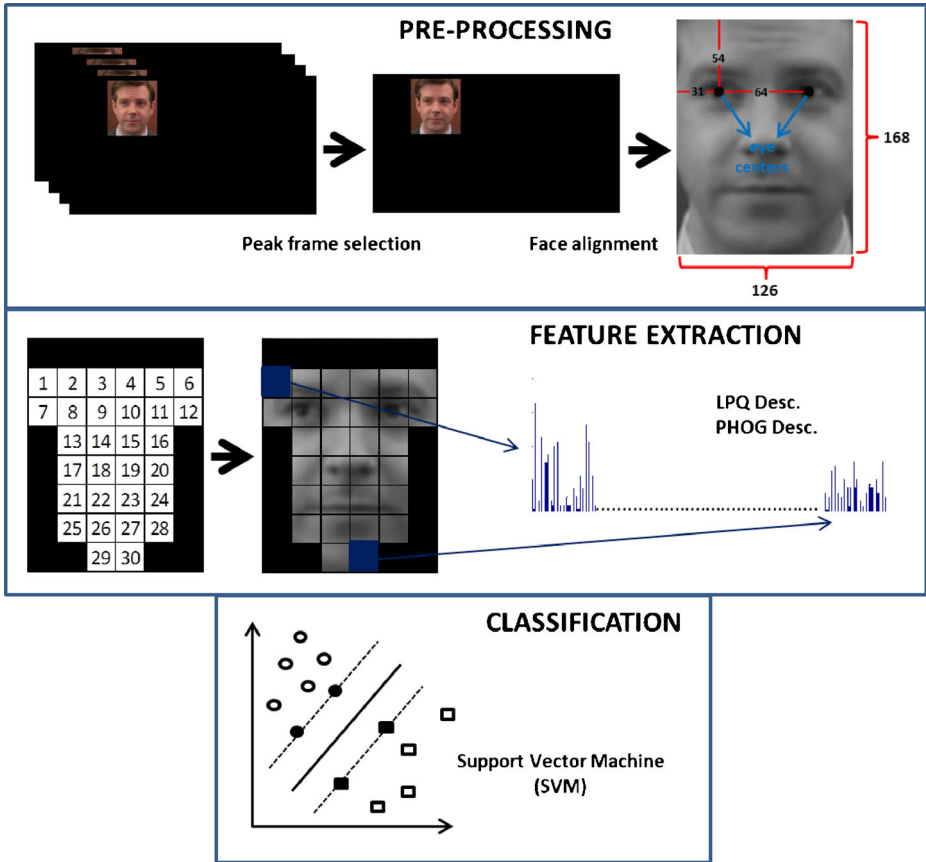 PRE-PROCESSING
54
31
64
eye
centers
168
Peak frame selection
Face alignment
126
FEATURE EXTRACTION
1 2 3 4 5 6
7 8 9 10 11 12
13 14 15 16
17 18 19 20
21 22 23 24
25 26 27 28
29 30
LPQ Desc.
PHOG Desc.
CLASSIFICATION
Support Vector Machine
(SVM)